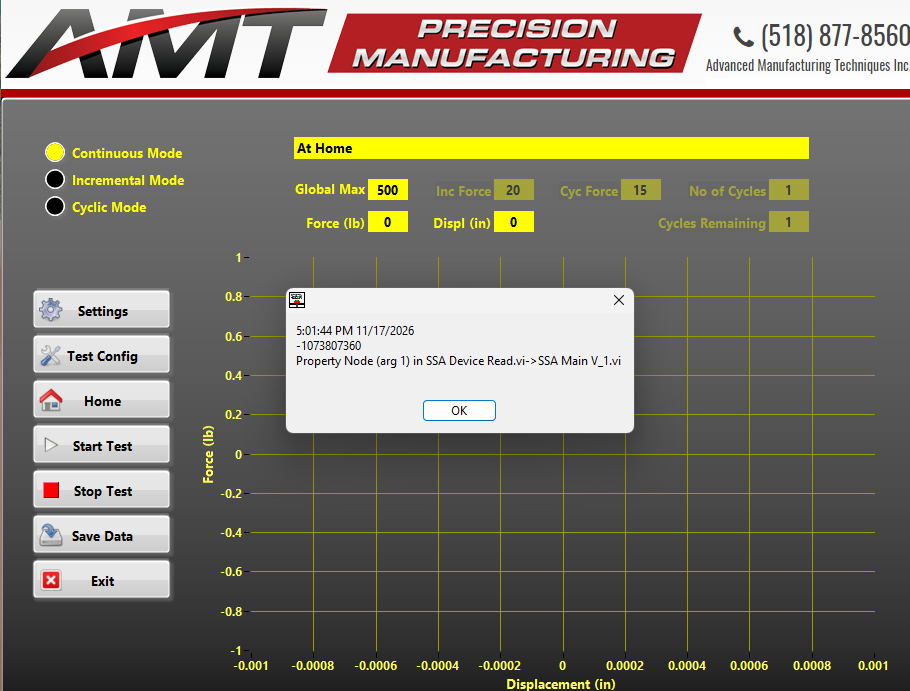 AMT
PRECISION
MANUFACTURING
(518) 877-8560
Advanced Manufacturing Techniques Inc.
Continuous Mode
Incremental Mode
Cyclic Mode
At Home
Global Max 500 Inc Force 20 Cyc Force 15 No of Cycles 1
Force (lb) 0 Displ (in) 0 Cycles Remaining 1
Settings
Test Config
Home
Start Test
Stop Test
Save Data
Exit
5:01:44 PM 11/17/2026
-1073807360
Property Node (arg 1) in SSA Device Read.vi->SSA Main V_1.vi
OK
Force (lb)
1
0.8
0.6
0.4
0.2
0
-0.2
-0.4
-0.6
-0.8
-1
-0.001 -0.0008 -0.0006 -0.0004 -0.0002 0 0.0002 0.0004 0.0006 0.0008 0.001
Displacement (in)